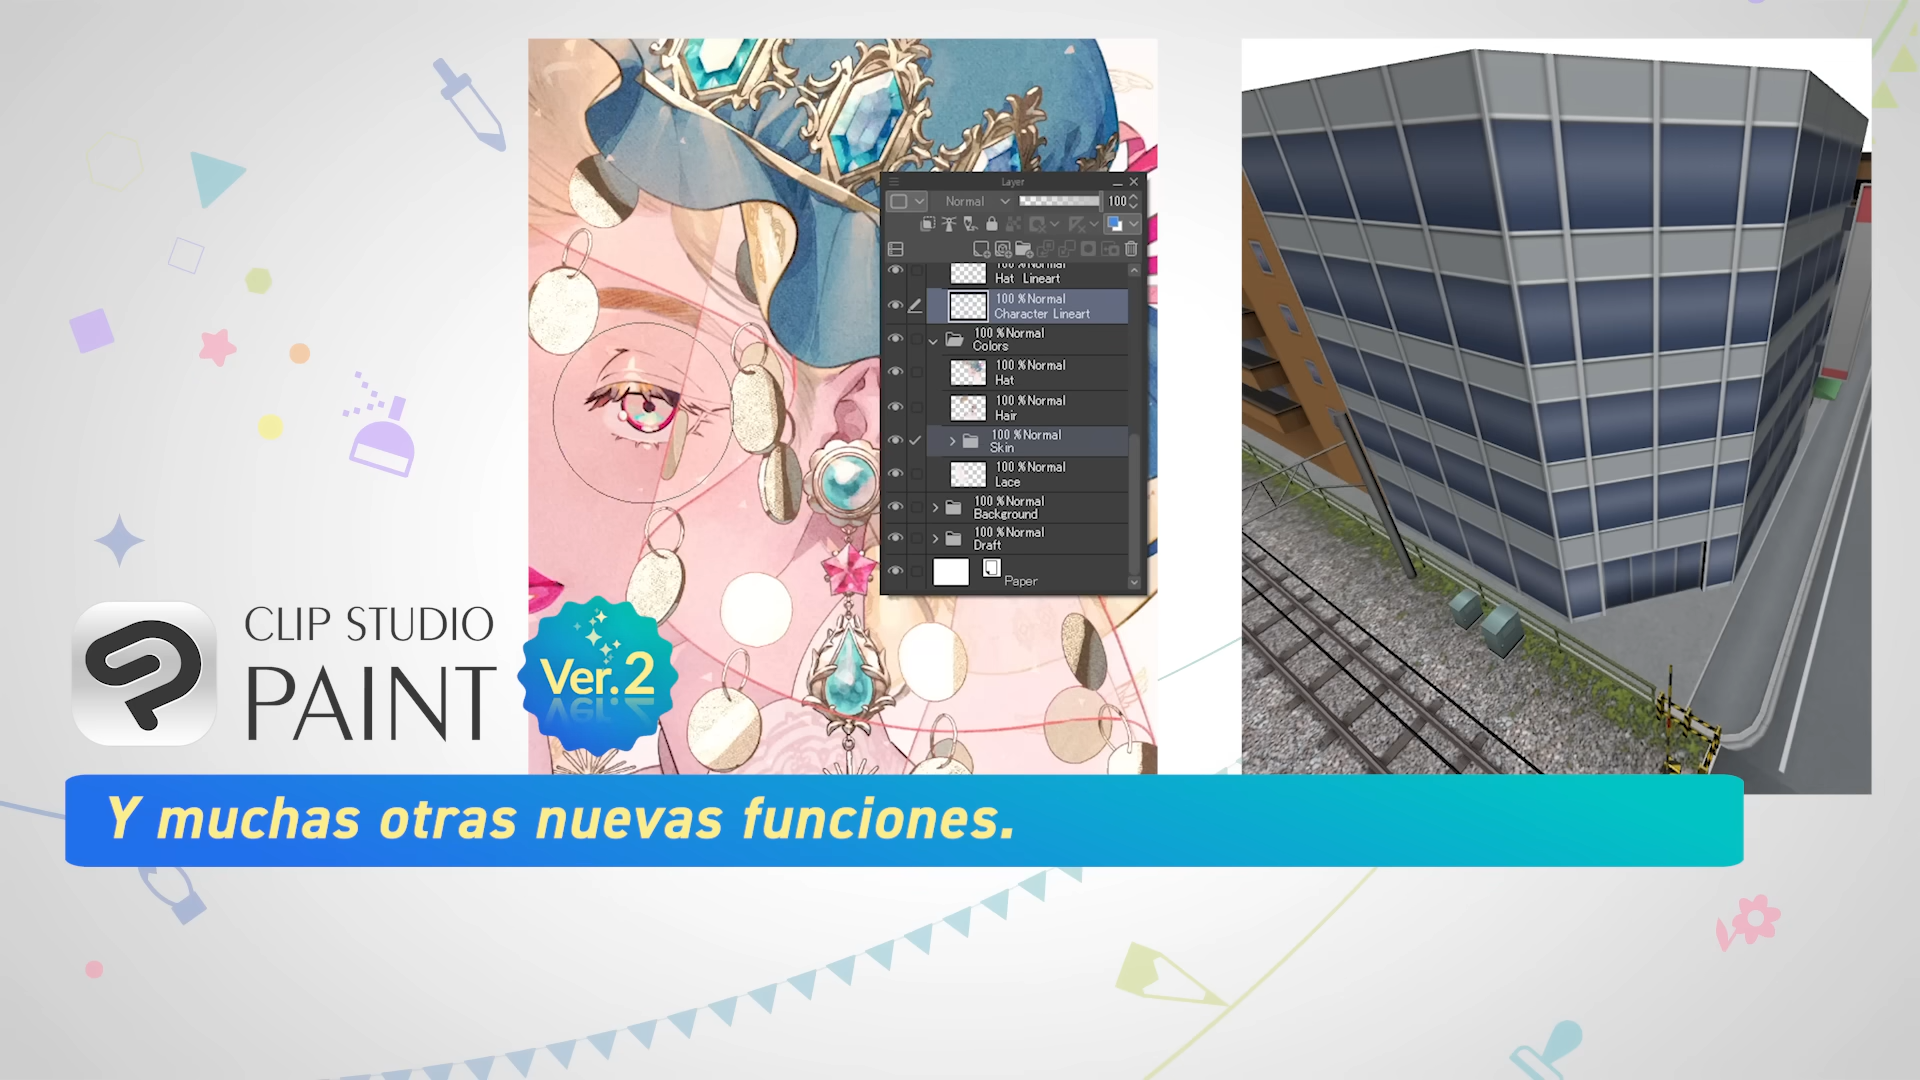 Layer
Normal 100
100 %Normal
Hat Lineart
100 %Normal
Character Lineart
100 %Normal
Colors
100 %Normal
Hat
100 %Normal
Hair
100 %Normal
Skin
100 %Normal
Lace
100 %Normal
Background
100 %Normal
Draft
Paper
CLIP STUDIO
PAINT
Ver.2
Y muchas otras nuevas funciones.